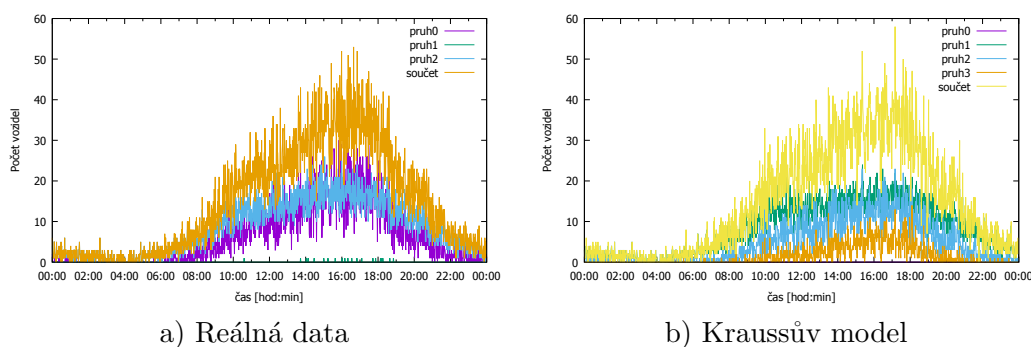 60
50
40
30
20
10
0
00:00 02:00 04:00 06:00 08:00 10:00 12:00 14:00 16:00 18:00 20:00 22:00 00:00
Počet vozidel
čas [hod:min]
pruh0
pruh1
pruh2
součet
a) Reálná data
60
50
40
30
20
10
0
00:00 02:00 04:00 06:00 08:00 10:00 12:00 14:00 16:00 18:00 20:00 22:00 00:00
Počet vozidel
čas [hod:min]
pruh0
pruh1
pruh2
pruh3
součet
b) Kraussův model